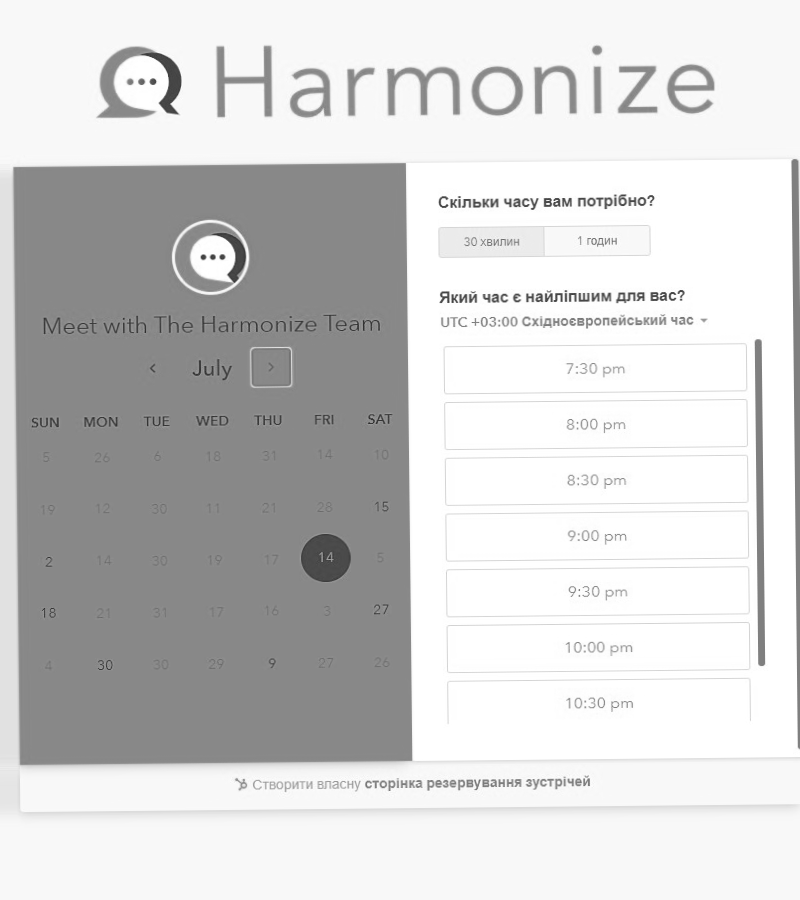 Harmonize
Meet with The Harmonize Team
July
SUN MON TUE WED THU FRI SAT
5 26 6 18 31 14 10
19 12 30 11 21 28 15
2 14 30 19 17 14 5
18 21 31 17 16 3 27
4 30 30 29 9 27 26
Скільки часу вам потрібно?
30 хвилин 1 годин
Який час є найліпшим для вас?
UTC +03:00 Східноєвропейський час
7:30 pm
8:00 pm
8:30 pm
9:00 pm
9:30 pm
10:00 pm
10:30 pm
Створити власну сторінка резервування зустрічей